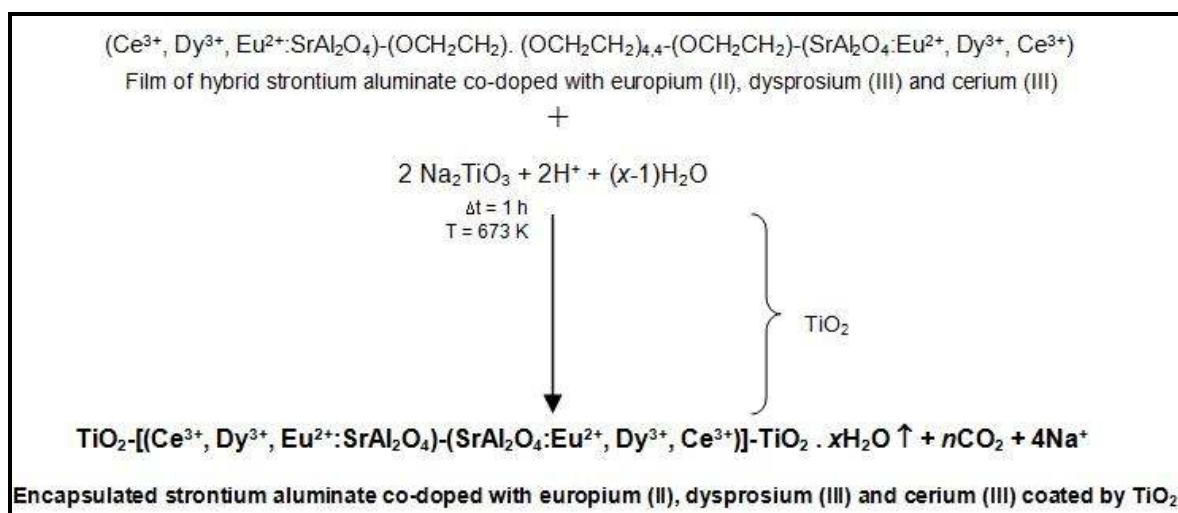 (Ce³⁺, Dy³⁺, Eu²⁺:SrAl₂O₄)-(OCH₂CH₂). (OCH₂CH₂)₄,₄-(OCH₂CH₂)-(SrAl₂O₄:Eu²⁺, Dy³⁺, Ce³⁺)
Film of hybrid strontium aluminate co-doped with europium (II), dysprosium (III) and cerium (III)
+
2 Na₂TiO₃ + 2H⁺ + (x-1)H₂O
Δt = 1 h
T = 673 K
TiO₂
TiO₂-[(Ce³⁺, Dy³⁺, Eu²⁺:SrAl₂O₄)-(SrAl₂O₄:Eu²⁺, Dy³⁺, Ce³⁺)]-TiO₂ . xH₂O ↑ + nCO₂ + 4Na⁺
Encapsulated strontium aluminate co-doped with europium (II), dysprosium (III) and cerium (III) coated by TiO₂